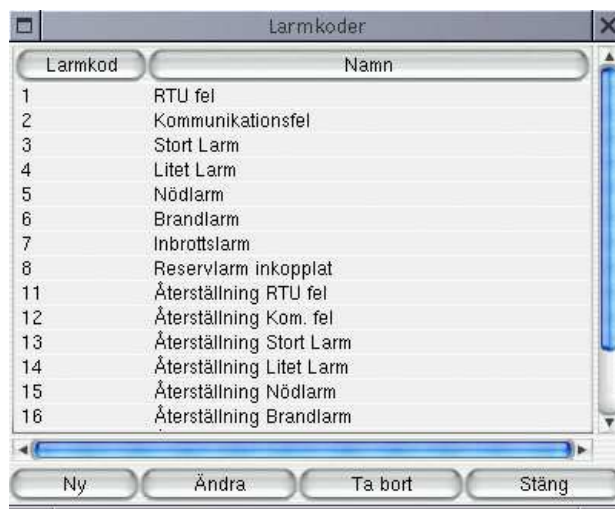 Larmkoder
Larmkod Namn
1 RTU fel
2 Kommunikationsfel
3 Stort Larm
4 Litet Larm
5 Nödlarm
6 Brandlarm
7 Inbrottslarm
8 Reservlarm inkopplat
11 Återställning RTU fel
12 Återställning Kom. fel
13 Återställning Stort Larm
14 Återställning Litet Larm
15 Återställning Nödlarm
16 Återställning Brandlarm
Ny Ändra Ta bort Stäng